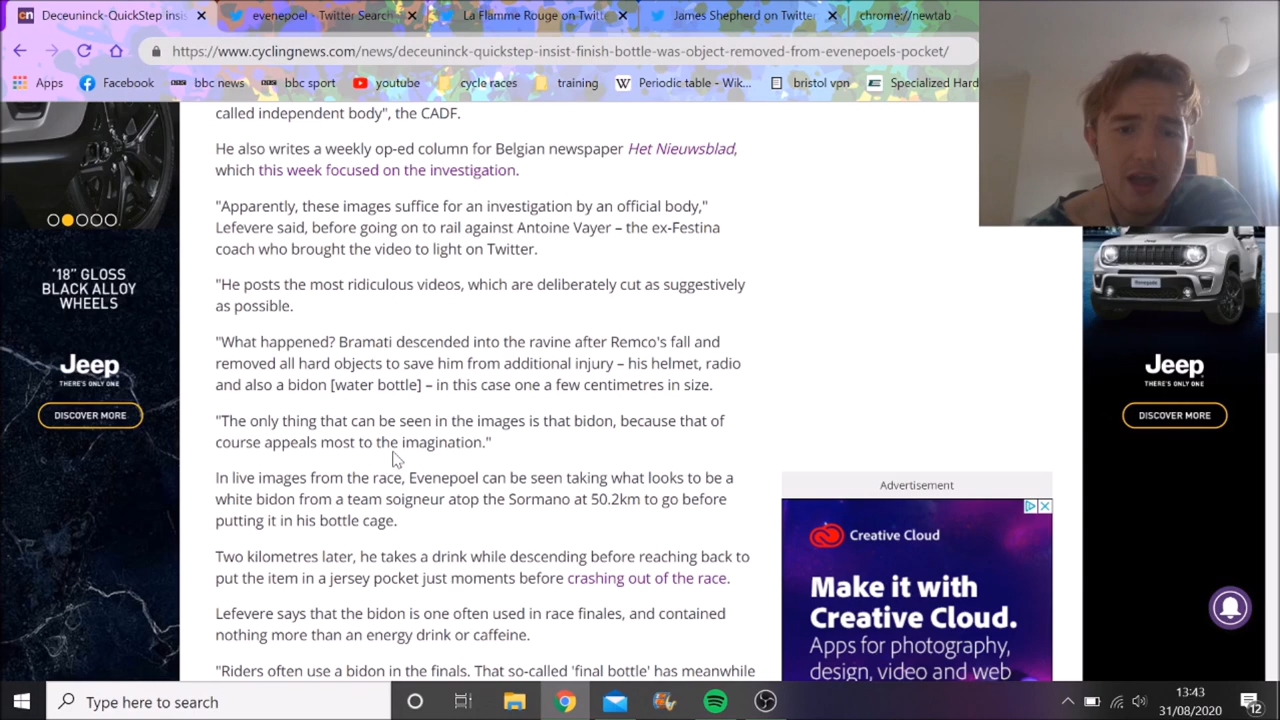 Deceuninck-QuickStep insis
evenepoel - Twitter Search
La Flamme Rouge on Twitte
James Shepherd on Twitter
chrome://newtab
https://www.cyclingnews.com/news/deceuninck-quickstep-insist-finish-bottle-was-object-removed-from-evenepoels-pocket/
Apps
Facebook
bbc news
bbc sport
youtube
cycle races
training
Periodic table - Wik...
bristol vpn
Specialized Hard
called independent body", the CADF.
He also writes a weekly op-ed column for Belgian newspaper Het Nieuwsblad,
which this week focused on the investigation.
"Apparently, these images suffice for an investigation by an official body,"
Lefevere said, before going on to rail against Antoine Vayer – the ex-Festina
coach who brought the video to light on Twitter.
"He posts the most ridiculous videos, which are deliberately cut as suggestively
as possible.
"What happened? Bramati descended into the ravine after Remco's fall and
removed all hard objects to save him from additional injury – his helmet, radio
and also a bidon [water bottle] – in this case one a few centimetres in size.
"The only thing that can be seen in the images is that bidon, because that of
course appeals most to the imagination."
In live images from the race, Evenepoel can be seen taking what looks to be a
white bidon from a team soigneur atop the Sormano at 50.2km to go before
putting it in his bottle cage.
Two kilometres later, he takes a drink while descending before reaching back to
put the item in a jersey pocket just moments before crashing out of the race.
Lefevere says that the bidon is one often used in race finales, and contained
nothing more than an energy drink or caffeine.
"Riders often use a bidon in the finals. That so-called 'final bottle' has meanwhile
'18" GLOSS
BLACK ALLOY
WHEELS
Jeep
THERE'S ONLY ONE
DISCOVER MORE
Jeep
THERE'S ONLY ONE
DISCOVER MORE
Advertisement
Creative Cloud
Make it with
Creative Cloud.
Apps for photography,
design, video and web
Type here to search
13:43
31/08/2020
12